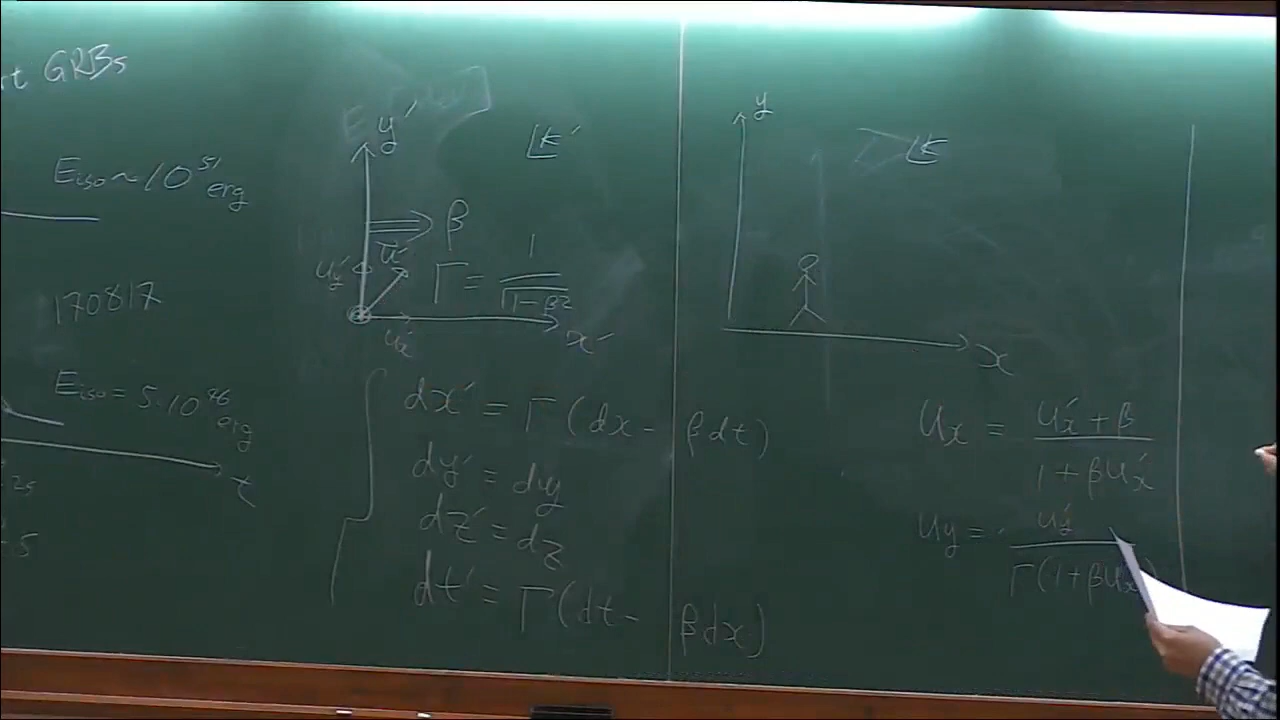 GRBs
E_iso ~ 10^51 erg
170817
E_iso = 5·10^46 erg
t
y′
K′
β
u′
u_y′
Γ = 1/√(1-β²)
x′
u_x′
dx′ = Γ(dx - βdt)
dy′ = dy
dz′ = dz
dt′ = Γ(dt - βdx)
y
K
x
u_x = (u_x′ + β)/(1 + βu_x′)
u_y = u_y′/(Γ(1 + βu_x′))